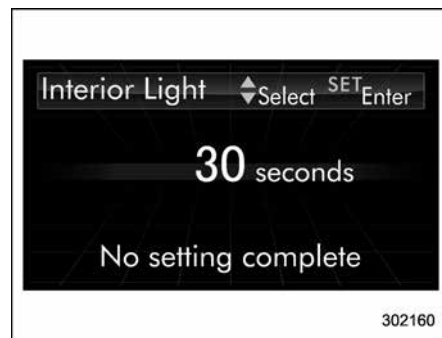 Interior Light Select SET Enter
30 seconds
No setting complete
302160